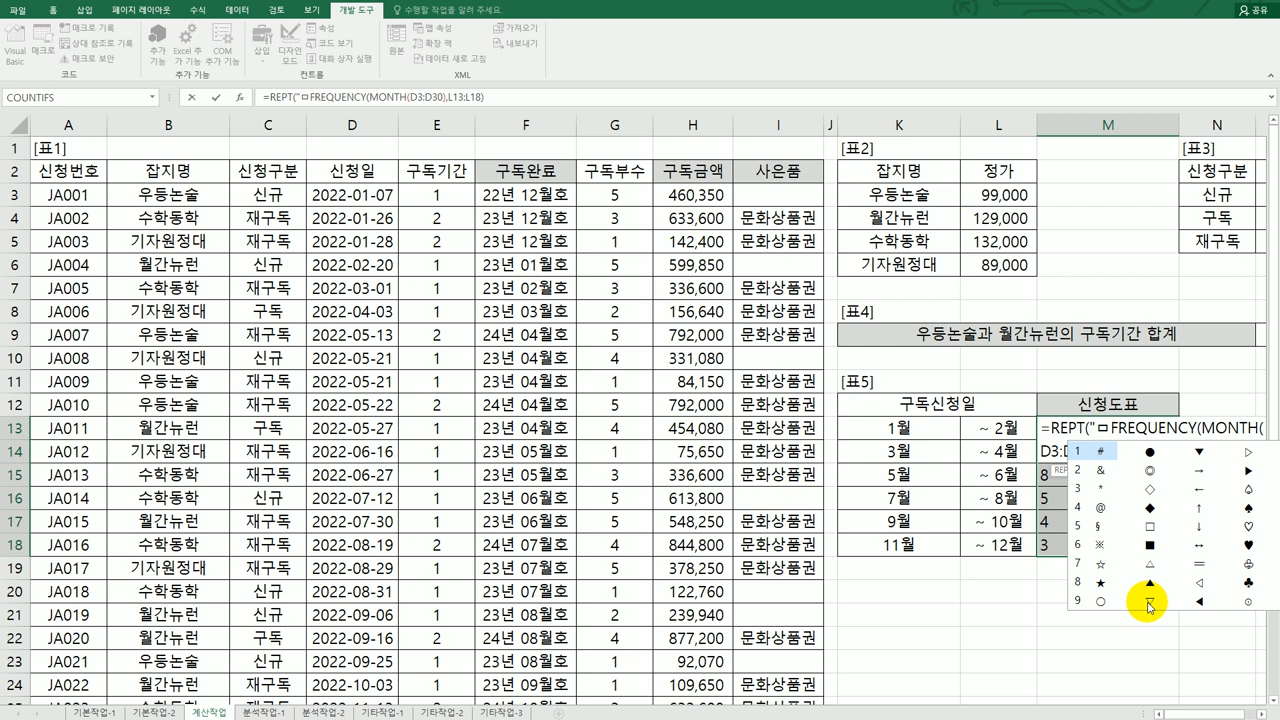 파일 홈 삽입 페이지 레이아웃 수식 데이터 검토 보기 개발 도구 수행할 작업을 알려 주세요. 공유
Visual Basic 매크로 매크로 기록 상대 참조로 기록 매크로 보안 추가 기능 Excel 추가 기능 COM 추가 기능 삽입 디자인 모드 속성 코드 보기 대화 상자 실행 원본 맵 속성 확장 팩 데이터 새로 고침 가져오기 내보내기
코드 추가 기능 컨트롤 XML
COUNTIFS fx =REPT("ㅁFREQUENCY(MONTH(D3:D30),L13:L18)
A B C D E F G H I J K L M N
1 [표1] [표2] [표3]
2 신청번호 잡지명 신청구분 신청일 구독기간 구독완료 구독부수 구독금액 사은품 잡지명 정가 신청구분
3 JA001 우등논술 신규 2022-01-07 1 22년 12월호 5 460,350 우등논술 99,000 신규
4 JA002 수학동학 재구독 2022-01-26 2 23년 12월호 3 633,600 문화상품권 월간뉴런 129,000 구독
5 JA003 기자원정대 재구독 2022-01-28 2 23년 12월호 1 142,400 문화상품권 수학동학 132,000 재구독
6 JA004 월간뉴런 신규 2022-02-20 1 23년 01월호 5 599,850 기자원정대 89,000
7 JA005 수학동학 재구독 2022-03-01 1 23년 02월호 3 336,600 문화상품권
8 JA006 기자원정대 구독 2022-04-03 1 23년 03월호 2 156,640 문화상품권 [표4]
9 JA007 우등논술 재구독 2022-05-13 2 24년 04월호 5 792,000 문화상품권 우등논술과 월간뉴런의 구독기간 합계
10 JA008 기자원정대 신규 2022-05-21 1 23년 04월호 4 331,080
11 JA009 우등논술 재구독 2022-05-21 1 23년 04월호 1 84,150 문화상품권 [표5]
12 JA010 우등논술 재구독 2022-05-22 2 24년 04월호 5 792,000 문화상품권 구독신청일 신청도표
13 JA011 월간뉴런 구독 2022-05-27 1 23년 04월호 4 454,080 문화상품권 1월 ~ 2월 =REPT("ㅁFREQUENCY(MONTH(
14 JA012 기자원정대 재구독 2022-06-16 1 23년 05월호 1 75,650 문화상품권 3월 ~ 4월 D3:D
15 JA013 수학동학 재구독 2022-06-27 1 23년 05월호 3 336,600 문화상품권 5월 ~ 6월 8
16 JA014 수학동학 신규 2022-07-12 1 23년 06월호 5 613,800 7월 ~ 8월 5
17 JA015 월간뉴런 재구독 2022-07-30 1 23년 06월호 5 548,250 문화상품권 9월 ~ 10월 4
18 JA016 수학동학 재구독 2022-08-19 2 24년 07월호 4 844,800 문화상품권 11월 ~ 12월 3
19 JA017 기자원정대 재구독 2022-08-28 1 23년 07월호 5 378,250 문화상품권
20 JA018 수학동학 신규 2022-08-31 1 23년 07월호 1 122,760
21 JA019 월간뉴런 신규 2022-09-06 1 23년 08월호 2 239,940
22 JA020 월간뉴런 구독 2022-09-16 2 24년 08월호 4 877,200 문화상품권
23 JA021 우등논술 신규 2022-09-25 1 23년 08월호 1 92,070
24 JA022 월간뉴런 재구독 2022-10-03 1 23년 09월호 1 109,650 문화상품권
1 # ● ▼ ▷
2 & ◎ → ▶
3 * ◇ ← ♤
4 @ ◆ ↑ ♠
5 § □ ↓ ♡
6 ※ ■ ↔ ♥
7 ☆ △ 〓 ♧
8 ★ ▲ ◁ ♣
9 ○ ▽ ◀ ⊙
기본작업-1 기본작업-2 계산작업 분석작업-1 분석작업-2 기타작업-1 기타작업-2 기타작업-3